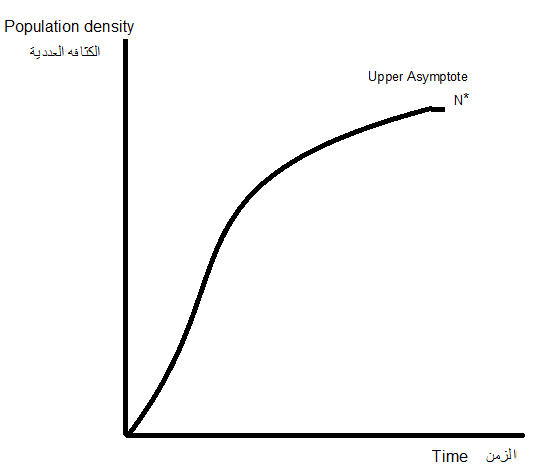 Population density
الكثافه العددية
Upper Asymptote
N*
Time الزمن